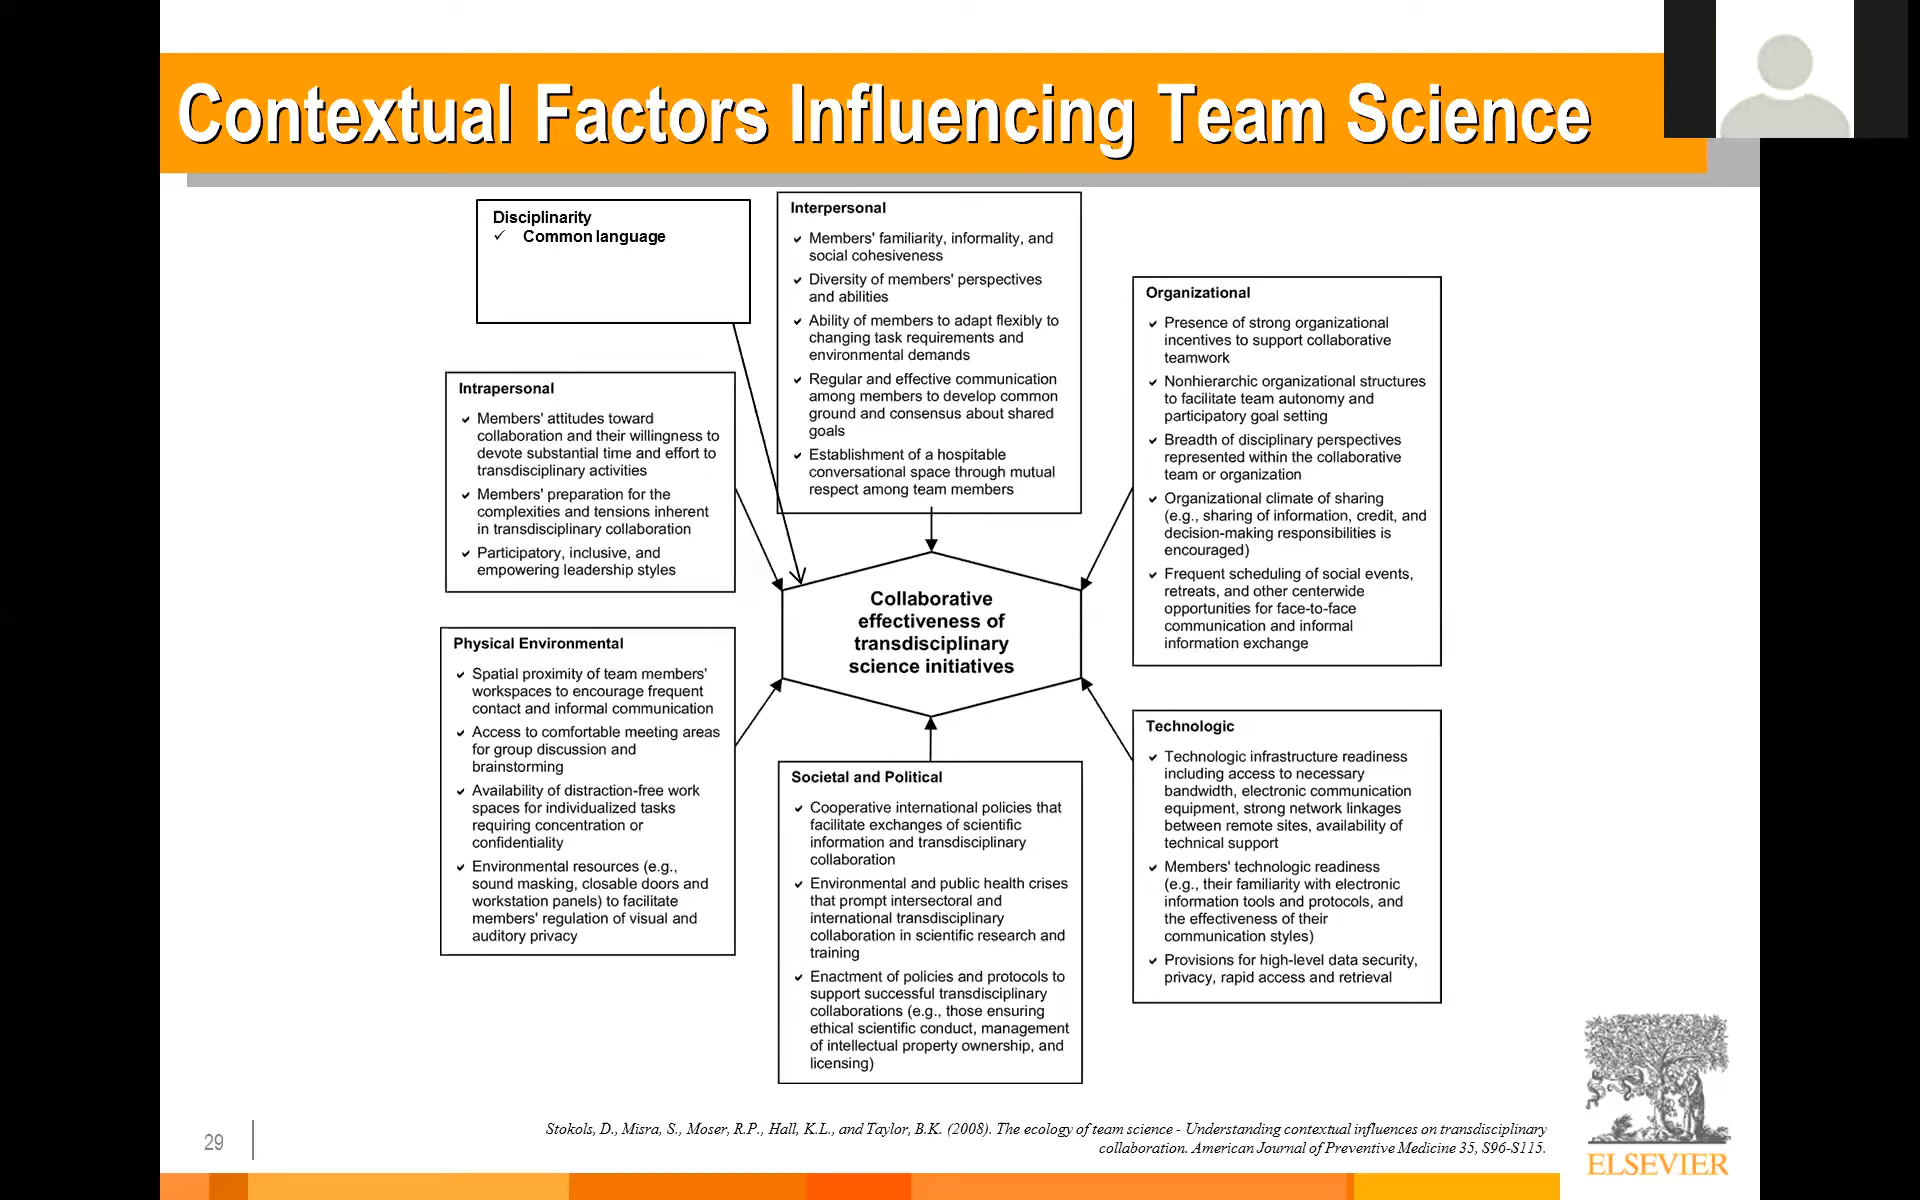 Contextual Factors Influencing Team Science
Disciplinarity
✓ Common language
Interpersonal
✓ Members' familiarity, informality, and
social cohesiveness
✓ Diversity of members' perspectives
and abilities
✓ Ability of members to adapt flexibly to
changing task requirements and
environmental demands
✓ Regular and effective communication
among members to develop common
ground and consensus about shared
goals
✓ Establishment of a hospitable
conversational space through mutual
respect among team members
Organizational
✓ Presence of strong organizational
incentives to support collaborative
teamwork
✓ Nonhierarchic organizational structures
to facilitate team autonomy and
participatory goal setting
✓ Breadth of disciplinary perspectives
represented within the collaborative
team or organization
✓ Organizational climate of sharing
(e.g., sharing of information, credit, and
decision-making responsibilities is
encouraged)
✓ Frequent scheduling of social events,
retreats, and other centerwide
opportunities for face-to-face
communication and informal
information exchange
Intrapersonal
✓ Members' attitudes toward
collaboration and their willingness to
devote substantial time and effort to
transdisciplinary activities
✓ Members' preparation for the
complexities and tensions inherent
in transdisciplinary collaboration
✓ Participatory, inclusive, and
empowering leadership styles
Collaborative
effectiveness of
transdisciplinary
science initiatives
Physical Environmental
✓ Spatial proximity of team members'
workspaces to encourage frequent
contact and informal communication
✓ Access to comfortable meeting areas
for group discussion and
brainstorming
✓ Availability of distraction-free work
spaces for individualized tasks
requiring concentration or
confidentiality
✓ Environmental resources (e.g.,
sound masking, closable doors and
workstation panels) to facilitate
members' regulation of visual and
auditory privacy
Societal and Political
✓ Cooperative international policies that
facilitate exchanges of scientific
information and transdisciplinary
collaboration
✓ Environmental and public health crises
that prompt intersectoral and
international transdisciplinary
collaboration in scientific research and
training
✓ Enactment of policies and protocols to
support successful transdisciplinary
collaborations (e.g., those ensuring
ethical scientific conduct, management
of intellectual property ownership, and
licensing)
Technologic
✓ Technologic infrastructure readiness
including access to necessary
bandwidth, electronic communication
equipment, strong network linkages
between remote sites, availability of
technical support
✓ Members' technologic readiness
(e.g., their familiarity with electronic
information tools and protocols, and
the effectiveness of their
communication styles)
✓ Provisions for high-level data security,
privacy, rapid access and retrieval
29
Stokols, D., Misra, S., Moser, R.P., Hall, K.L., and Taylor, B.K. (2008). The ecology of team science - Understanding contextual influences on transdisciplinary
collaboration. American Journal of Preventive Medicine 35, S96-S115.
ELSEVIER